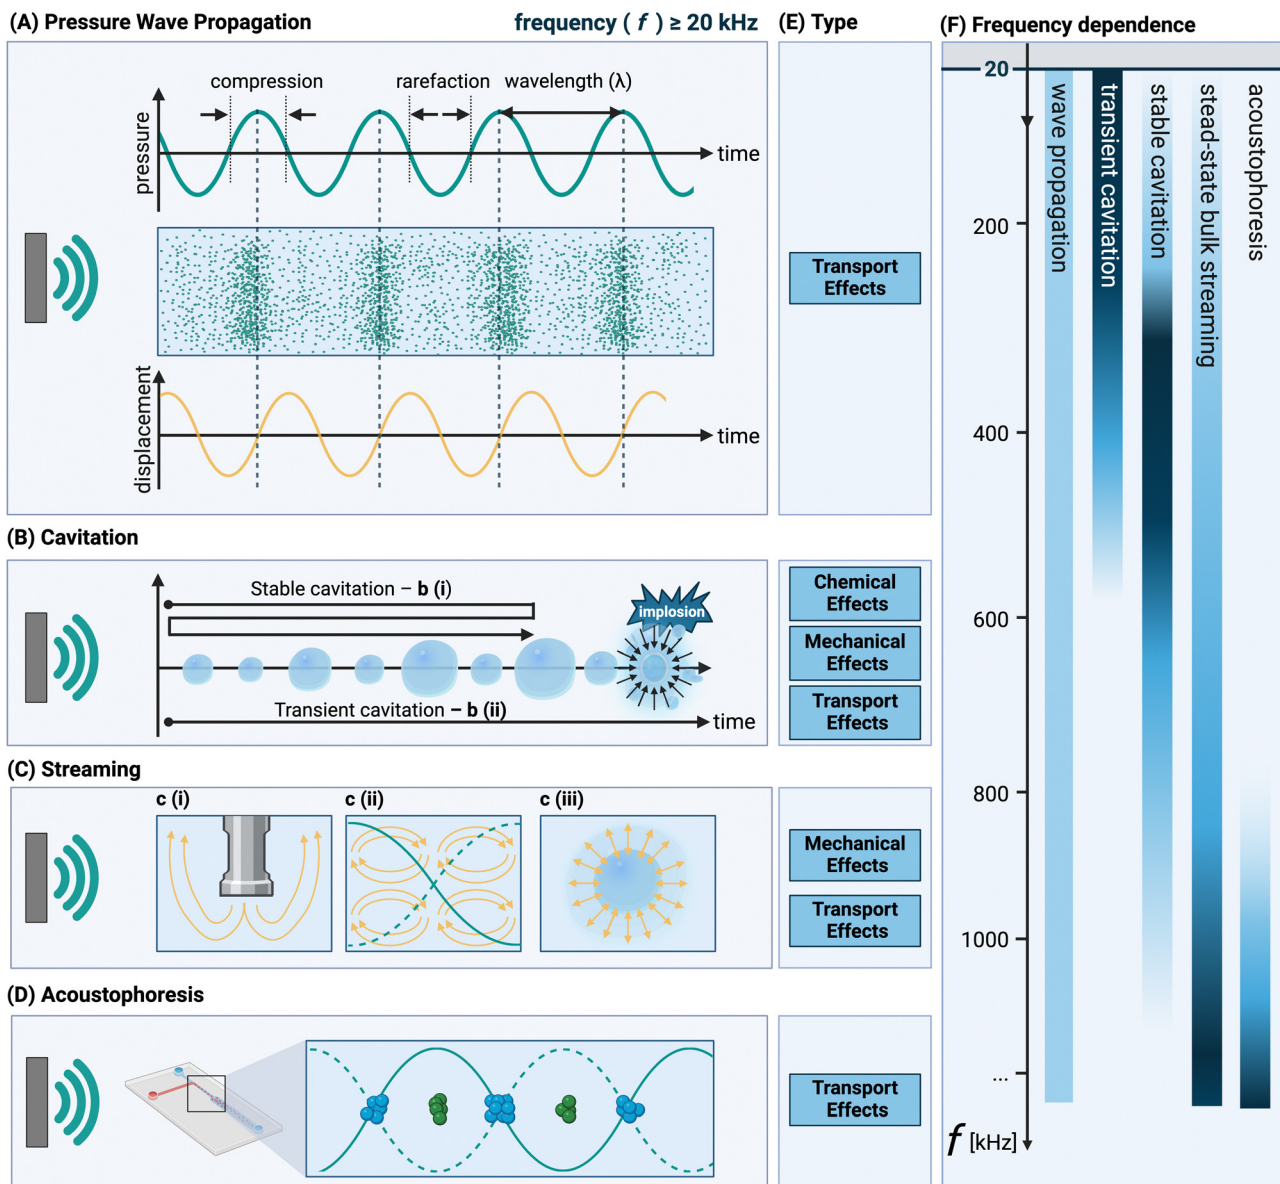 (A) Pressure Wave Propagation
frequency ( f ) ≥ 20 kHz
compression
rarefaction
wavelength (λ)
pressure
time
displacement
time
(B) Cavitation
Stable cavitation – b (i)
implosion
Transient cavitation – b (ii)
time
(C) Streaming
c (i)
c (ii)
c (iii)
(D) Acoustophoresis
(E) Type
Transport
Effects
Chemical
Effects
Mechanical
Effects
Transport
Effects
Mechanical
Effects
Transport
Effects
Transport
Effects
(F) Frequency dependence
20
200
400
600
800
1000
...
f [kHz]
wave propagation
transient cavitation
stable cavitation
stead-state bulk streaming
acoustophoresis